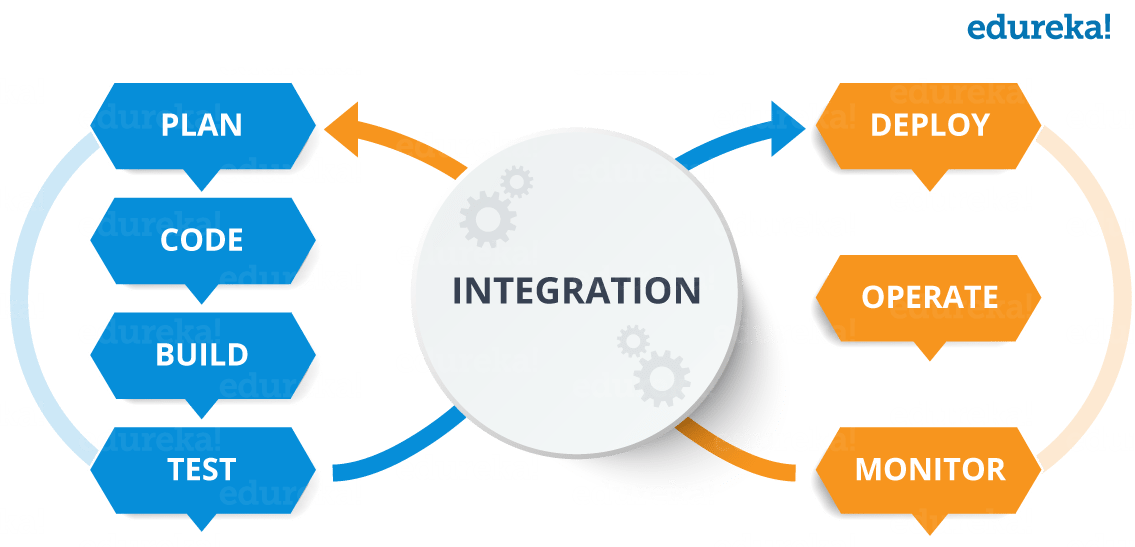 edureka!
PLAN
CODE
BUILD
TEST
INTEGRATION
DEPLOY
OPERATE
MONITOR